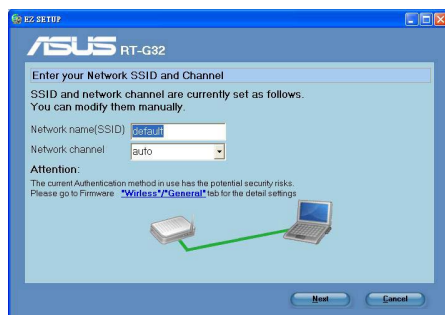 EZ SETUP
ASUS RT-G32
Enter your Network SSID and Channel
SSID and network channel are currently set as follows.
You can modify them manually.
Network name(SSID) default
Network channel auto
Attention:
The current Authentication method in use has the potential security risks.
Please go to Firmware "Wirless"/"General" tab for the detail settings
Next Cancel